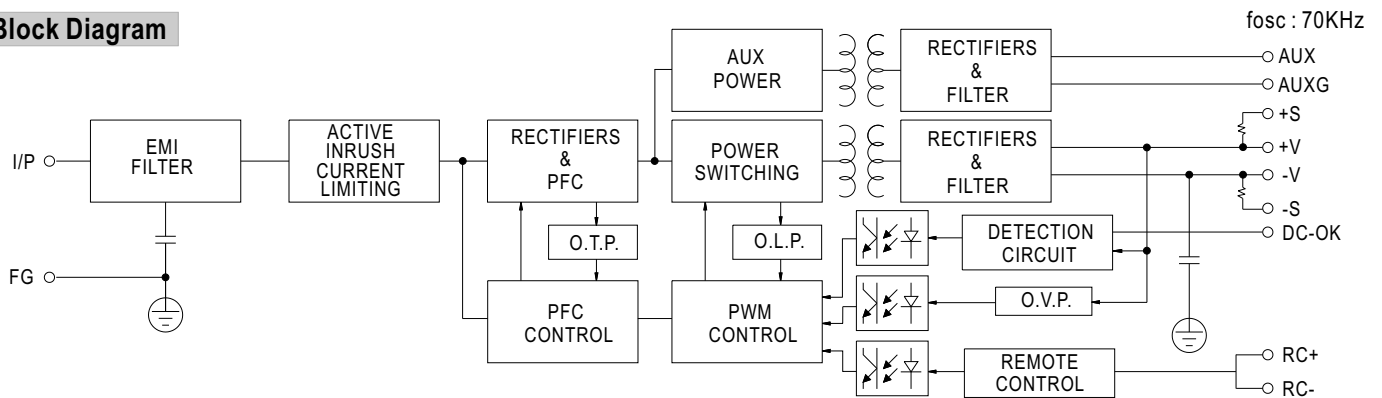 Block Diagram
fosc : 70KHz
I/P
FG
EMI
FILTER
ACTIVE
INRUSH
CURRENT
LIMITING
RECTIFIERS
&
PFC
O.T.P.
PFC
CONTROL
AUX
POWER
POWER
SWITCHING
O.L.P.
PWM
CONTROL
RECTIFIERS
&
FILTER
RECTIFIERS
&
FILTER
DETECTION
CIRCUIT
O.V.P.
REMOTE
CONTROL
AUX
AUXG
+S
+V
-V
-S
DC-OK
RC+
RC-